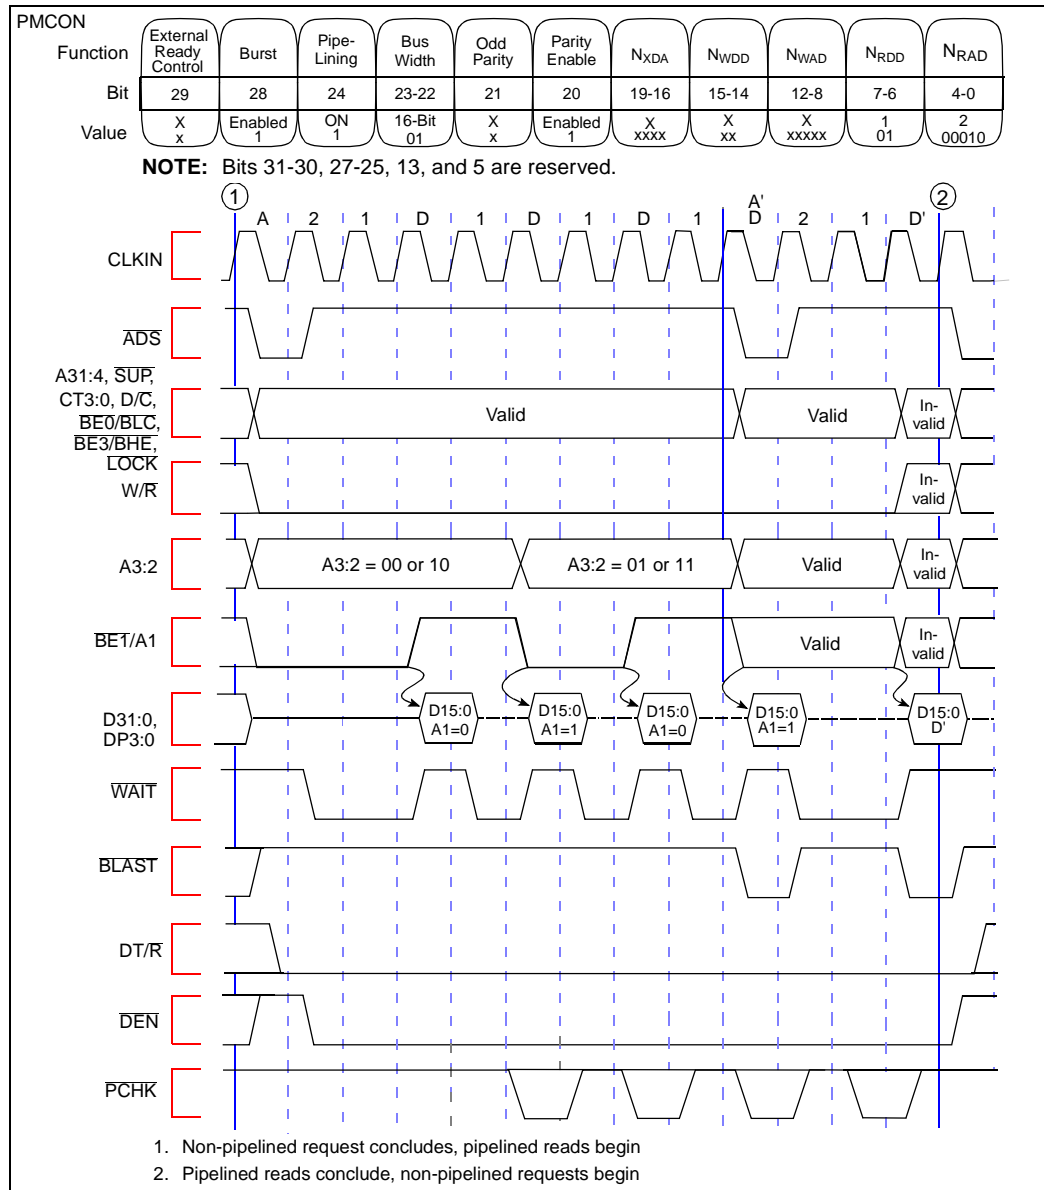 PMCON
Function External Ready Control Burst Pipe-Lining Bus Width Odd Parity Parity Enable NXDA NWDD NWAD NRDD NRAD
Bit 29 28 24 23-22 21 20 19-16 15-14 12-8 7-6 4-0
Value X x Enabled 1 ON 1 16-Bit 01 X x Enabled 1 X xxxx X xx X xxxxx 1 01 2 00010
NOTE: Bits 31-30, 27-25, 13, and 5 are reserved.
1 2
A'
A 2 1 D 1 D 1 D 1 D 2 1 D'
CLKIN
ADS
A31:4, SUP,
CT3:0, D/C,
BE0/BLC,
BE3/BHE,
LOCK
Valid Valid In-valid
W/R In-valid
A3:2 A3:2 = 00 or 10 A3:2 = 01 or 11 Valid In-valid
BE1/A1 Valid In-valid
D31:0,
DP3:0
D15:0 D15:0 D15:0 D15:0 D15:0
A1=0 A1=1 A1=0 A1=1 D'
WAIT
BLAST
DT/R
DEN
PCHK
1. Non-pipelined request concludes, pipelined reads begin
2. Pipelined reads conclude, non-pipelined requests begin